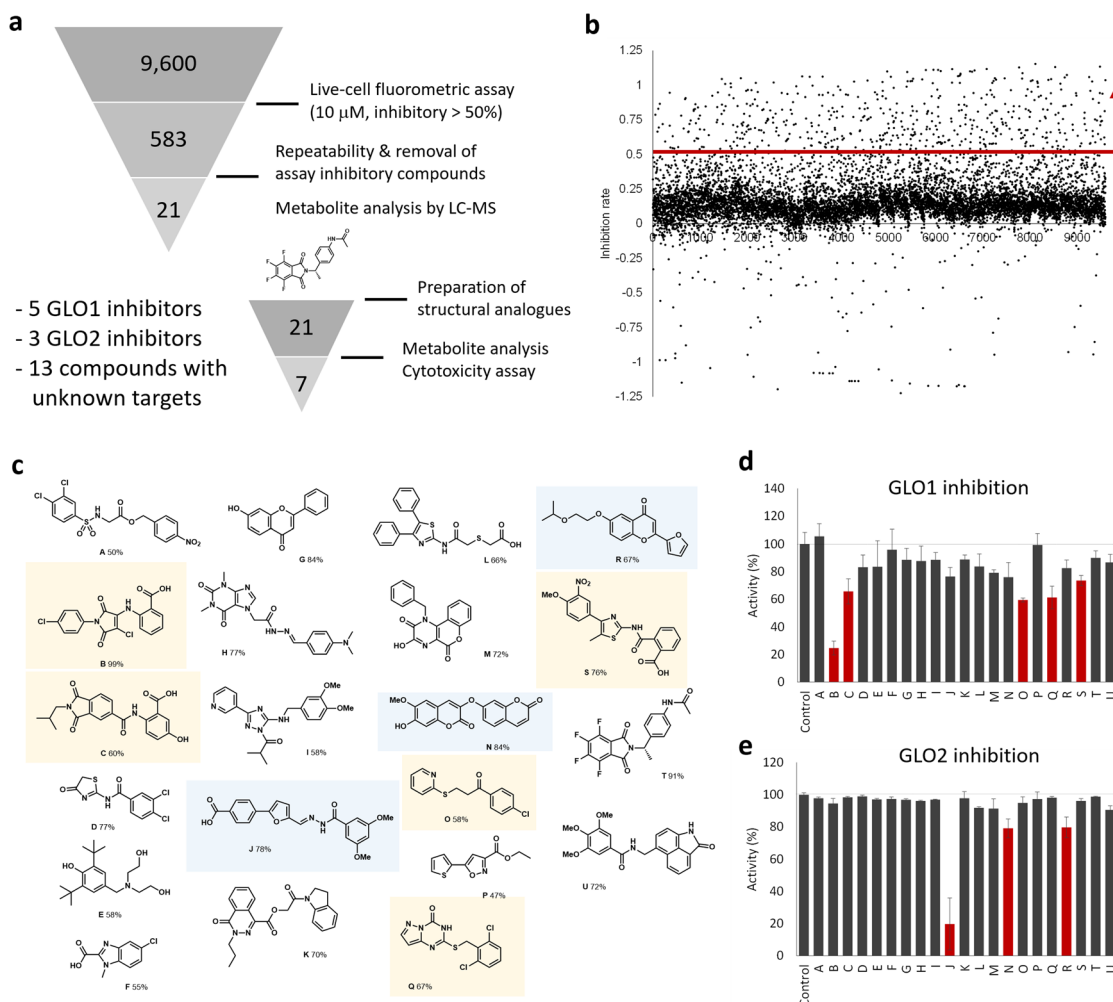 a
9,600
583
21
Live-cell fluorometric assay
(10 μM, inhibitory > 50%)
Repeatability & removal of
assay inhibitory compounds
Metabolite analysis by LC-MS
HN
O
F
F
F
F
N
O
O
- 5 GLO1 inhibitors
- 3 GLO2 inhibitors
- 13 compounds with
unknown targets
21
7
Preparation of
structural analogues
Metabolite analysis
Cytotoxicity assay
b
Inhibition rate
1.25
1
0.75
0.5
0.25
0
-0.25
-0.5
-0.75
-1
-1.25
0 1000 2000 3000 4000 5000 6000 7000 8000 9000
c
A 50%
B 99%
C 60%
D 77%
E 58%
F 55%
G 84%
H 77%
I 58%
J 78%
K 70%
L 66%
M 72%
N 84%
O 58%
P 47%
Q 67%
R 67%
S 76%
T 91%
U 72%
d
GLO1 inhibition
Activity (%)
140
120
100
80
60
40
20
0
Control A B C D E F G H I J K L M N O P Q R S T U
e
GLO2 inhibition
Activity (%)
120
100
80
60
40
20
0
Control A B C D E F G H I J K L M N O P Q R S T U